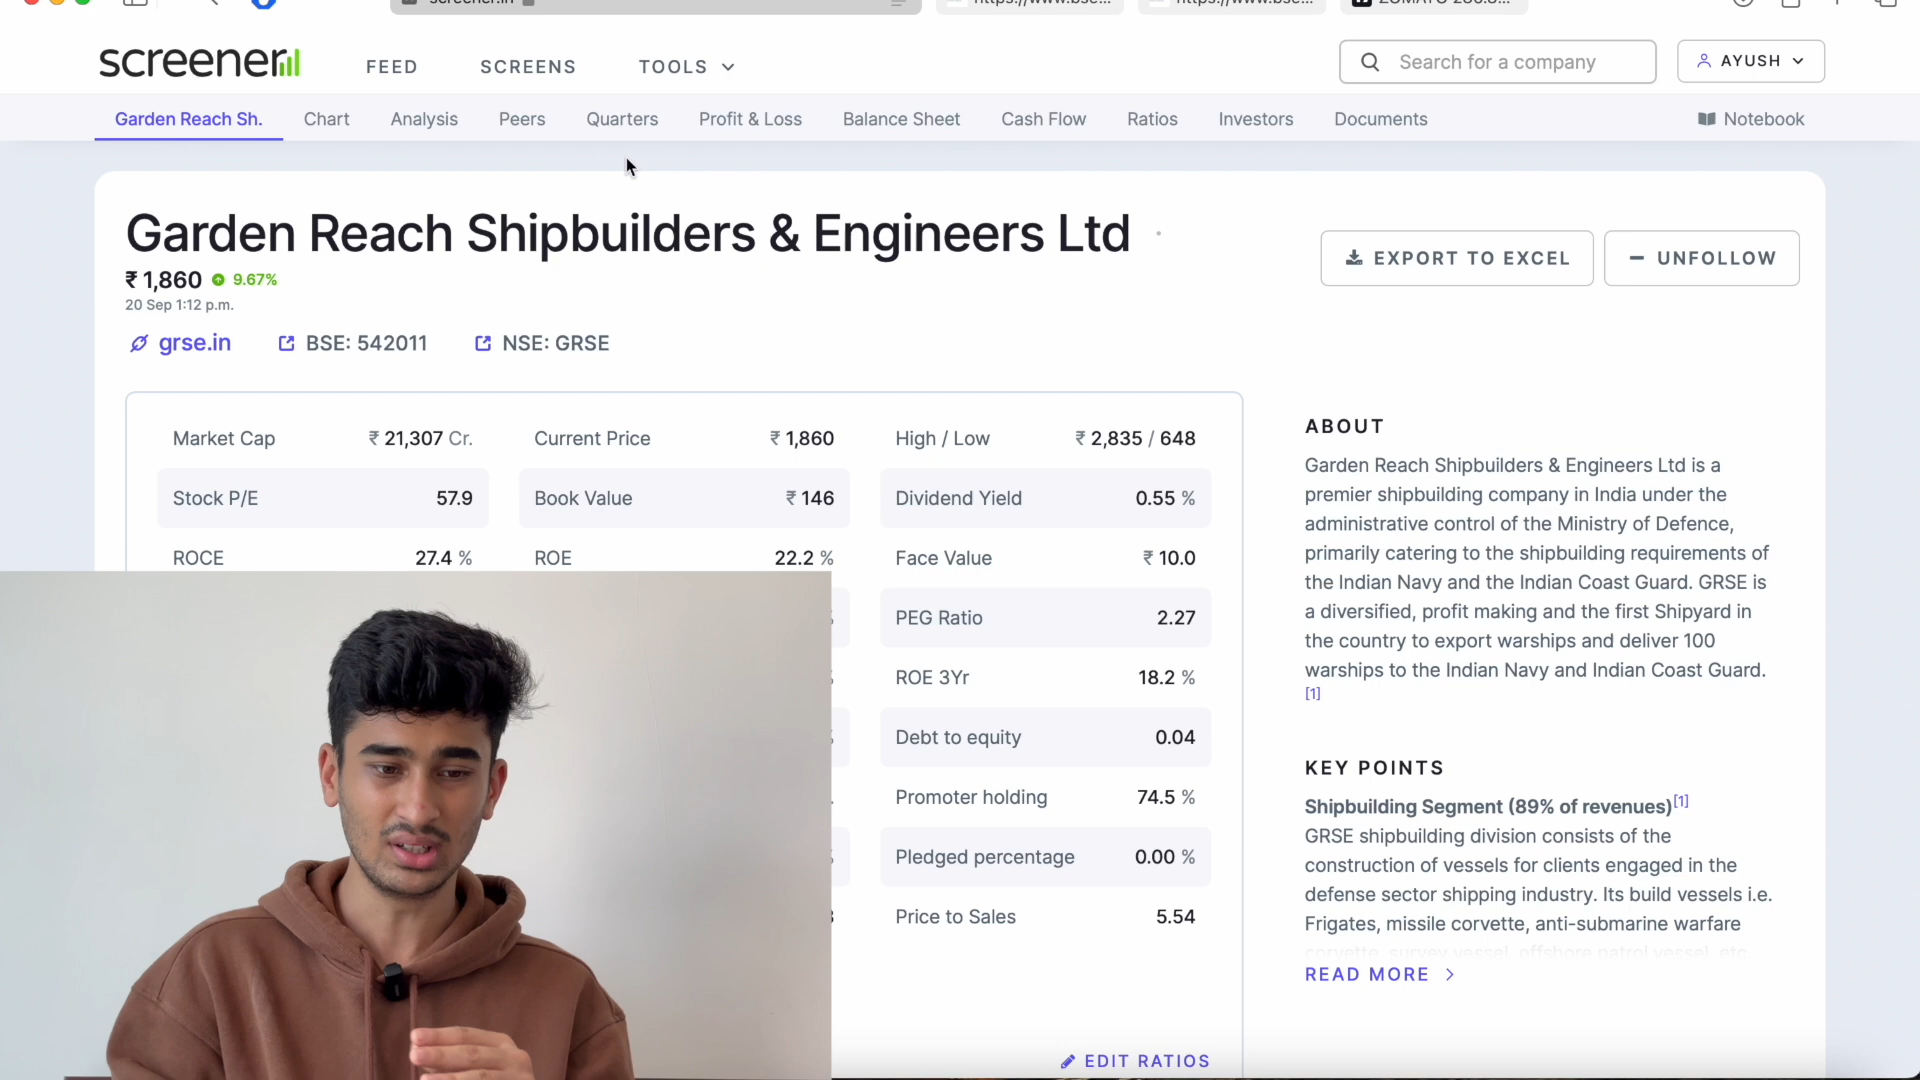 screener
FEED
SCREENS
TOOLS
Search for a company
AYUSH
Garden Reach Sh.
Chart
Analysis
Peers
Quarters
Profit & Loss
Balance Sheet
Cash Flow
Ratios
Investors
Documents
Notebook
Garden Reach Shipbuilders & Engineers Ltd
₹ 1,860 9.67%
20 Sep 1:12 p.m.
grse.in
BSE: 542011
NSE: GRSE
EXPORT TO EXCEL
UNFOLLOW
Market Cap ₹ 21,307 Cr.
Current Price ₹ 1,860
High / Low ₹ 2,835 / 648
Stock P/E 57.9
Book Value ₹ 146
Dividend Yield 0.55 %
ROCE 27.4 %
ROE 22.2 %
Face Value ₹ 10.0
PEG Ratio 2.27
ROE 3Yr 18.2 %
Debt to equity 0.04
Promoter holding 74.5 %
Pledged percentage 0.00 %
Price to Sales 5.54
EDIT RATIOS
ABOUT
Garden Reach Shipbuilders & Engineers Ltd is a
premier shipbuilding company in India under the
administrative control of the Ministry of Defence,
primarily catering to the shipbuilding requirements of
the Indian Navy and the Indian Coast Guard. GRSE is
a diversified, profit making and the first Shipyard in
the country to export warships and deliver 100
warships to the Indian Navy and Indian Coast Guard.
[1]
KEY POINTS
Shipbuilding Segment (89% of revenues)[1]
GRSE shipbuilding division consists of the
construction of vessels for clients engaged in the
defense sector shipping industry. Its build vessels i.e.
Frigates, missile corvette, anti-submarine warfare
corvette, survey vessel, offshore patrol vessel, etc.
READ MORE